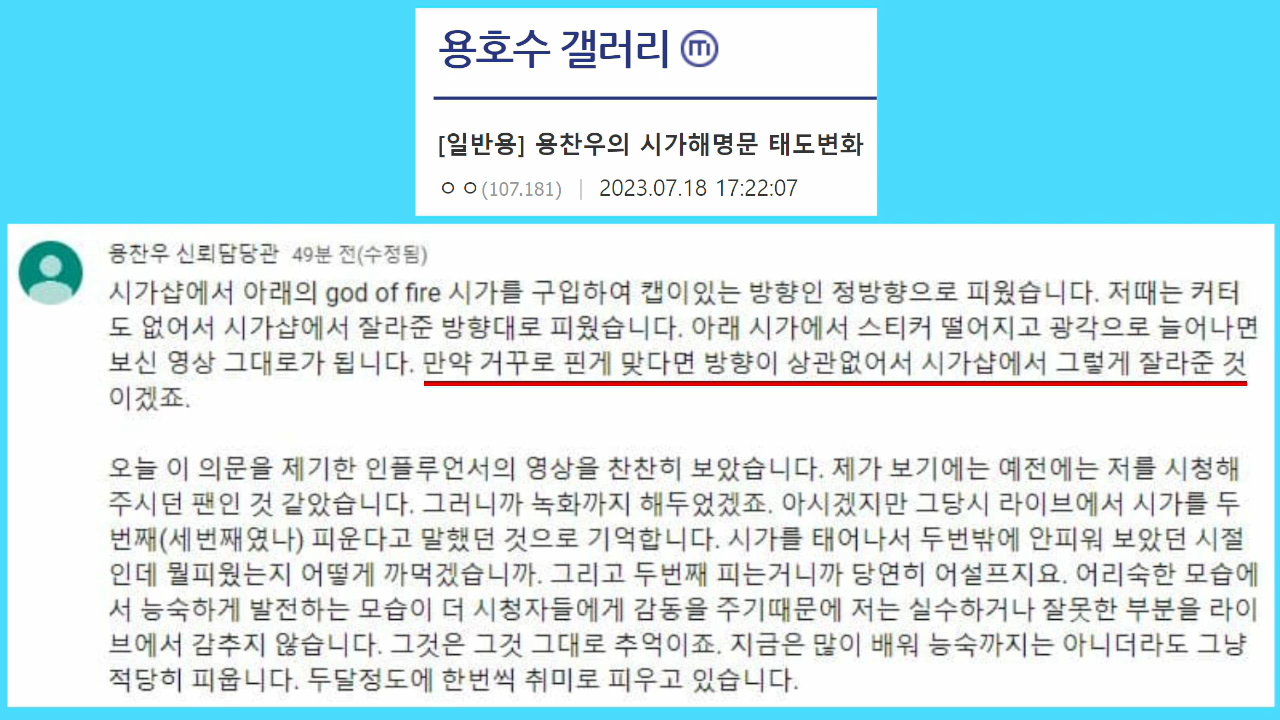 용호수 갤러리 ⓜ
[일반용] 용찬우의 시가해명문 태도변화
ㅇㅇ(107.181) | 2023.07.18 17:22:07
용찬우 신뢰담당관 49분 전(수정됨)
시가샵에서 아래의 god of fire 시가를 구입하여 캡이있는 방향인 정방향으로 피웠습니다. 저때는 커터
도 없어서 시가샵에서 잘라준 방향대로 피웠습니다. 아래 시가에서 스티커 떨어지고 광각으로 늘어나면
보신 영상 그대로가 됩니다. 만약 거꾸로 핀게 맞다면 방향이 상관없어서 시가샵에서 그렇게 잘라준 것
이겠죠.
오늘 이 의문을 제기한 인플루언서의 영상을 찬찬히 보았습니다. 제가 보기에는 예전에는 저를 시청해
주시던 팬인 것 같았습니다. 그러니까 녹화까지 해두었겠죠. 아시겠지만 그당시 라이브에서 시가를 두
번째(세번째였나) 피운다고 말했던 것으로 기억합니다. 시가를 태어나서 두번밖에 안피워 보았던 시절
인데 뭘피웠는지 어떻게 까먹겠습니까. 그리고 두번째 피는거니까 당연히 어설프지요. 어리숙한 모습에
서 능숙하게 발전하는 모습이 더 시청자들에게 감동을 주기때문에 저는 실수하거나 잘못한 부분을 라이
브에서 감추지 않습니다. 그것은 그것 그대로 추억이죠. 지금은 많이 배워 능숙까지는 아니더라도 그냥
적당히 피웁니다. 두달정도에 한번씩 취미로 피우고 있습니다.